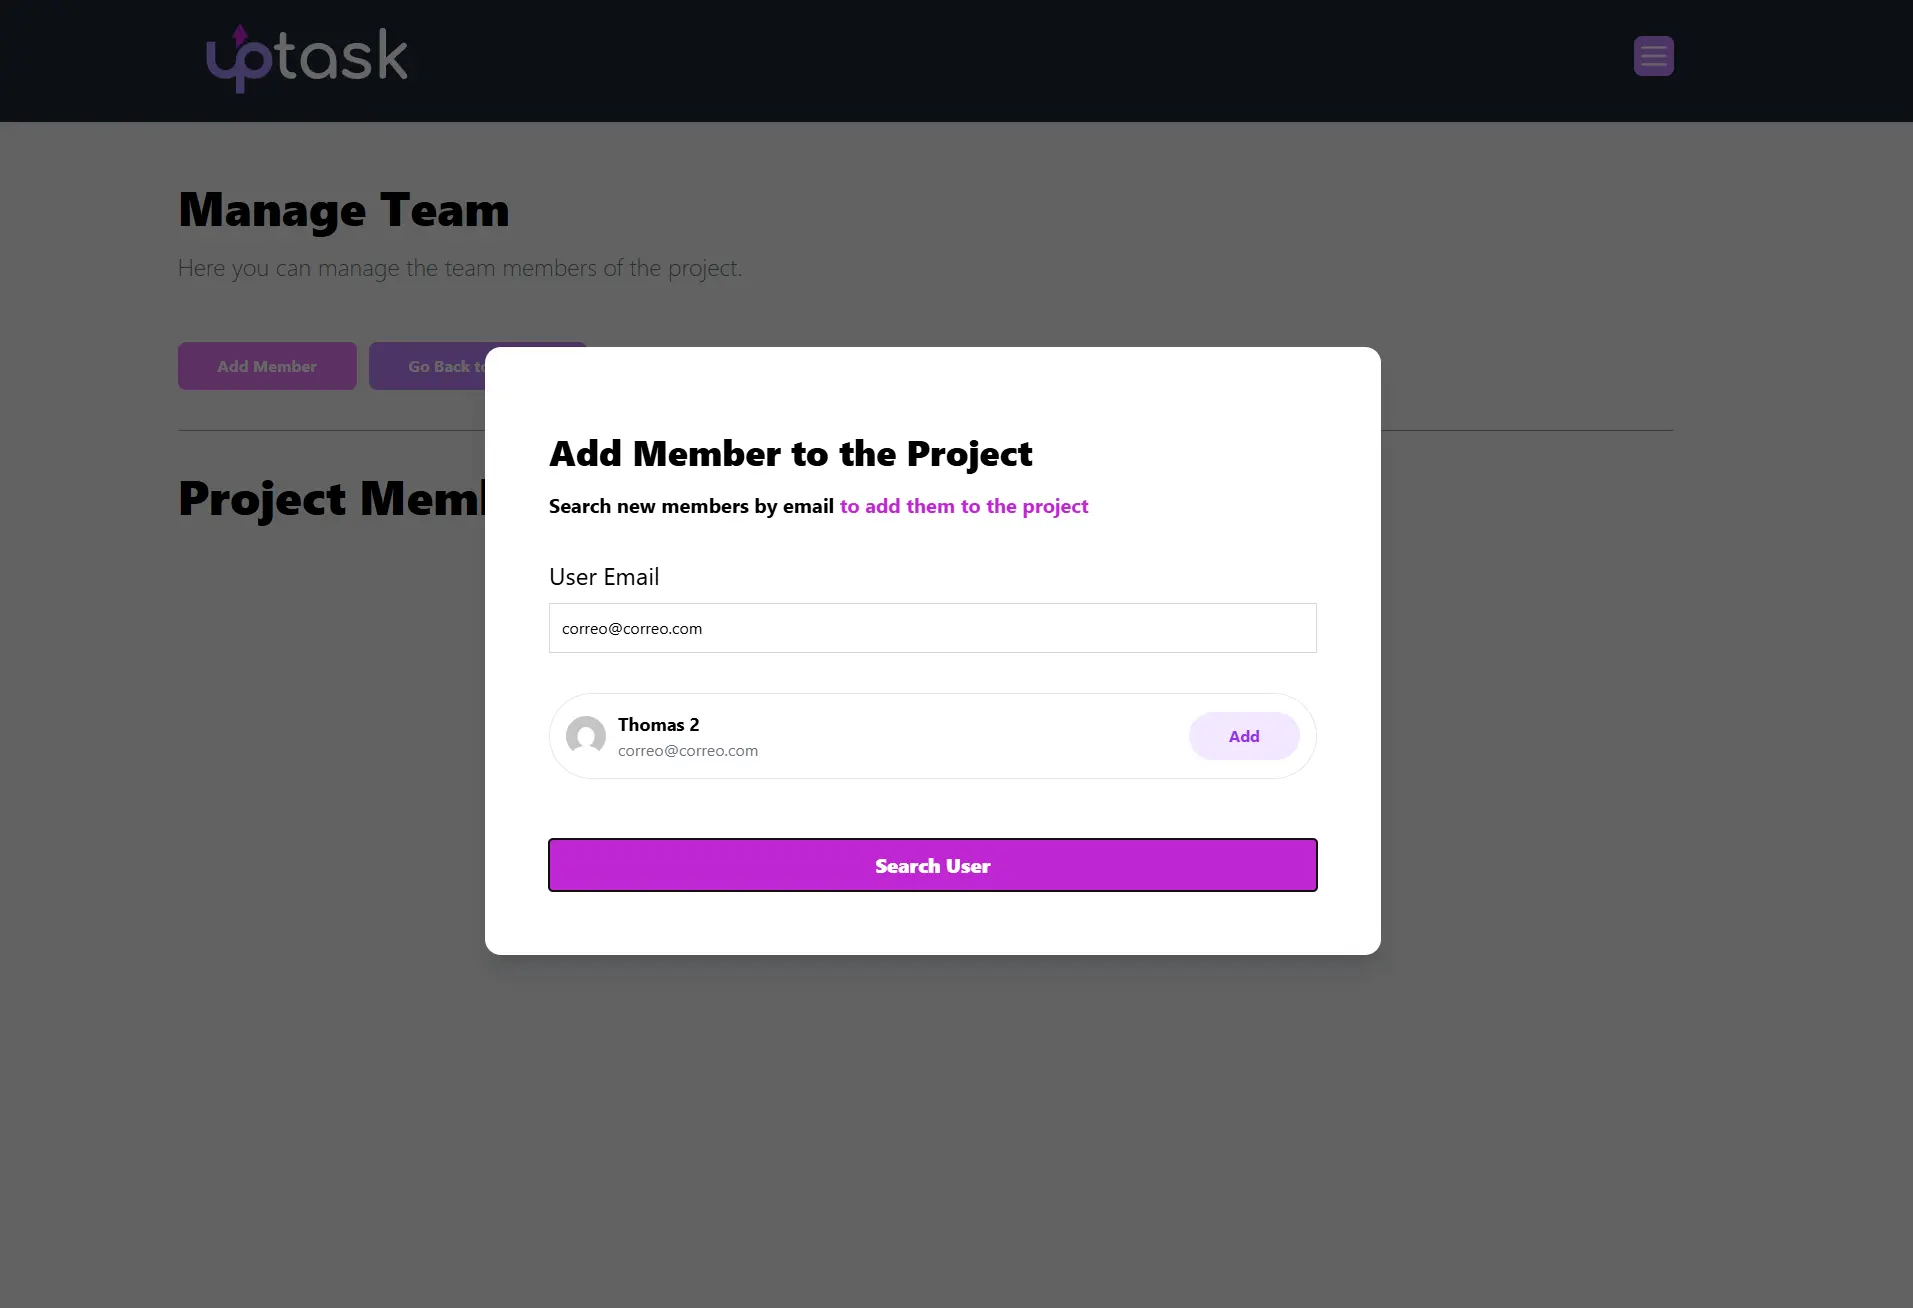 uptask
Manage Team
Here you can manage the team members of the project.
Add Member
Go Back to
Project Mem
Add Member to the Project
Search new members by email to add them to the project
User Email
correo@correo.com
Thomas 2
correo@correo.com
Add
Search User